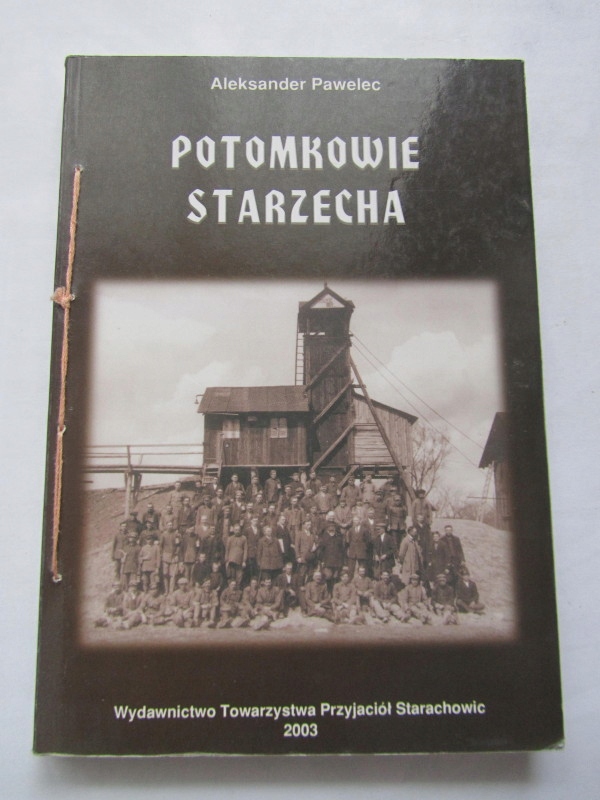 Aleksander Pawelec
POTOMKOWIE
STARZECHA
Wydawnictwo Towarzystwa Przyjaciół Starachowic
2003